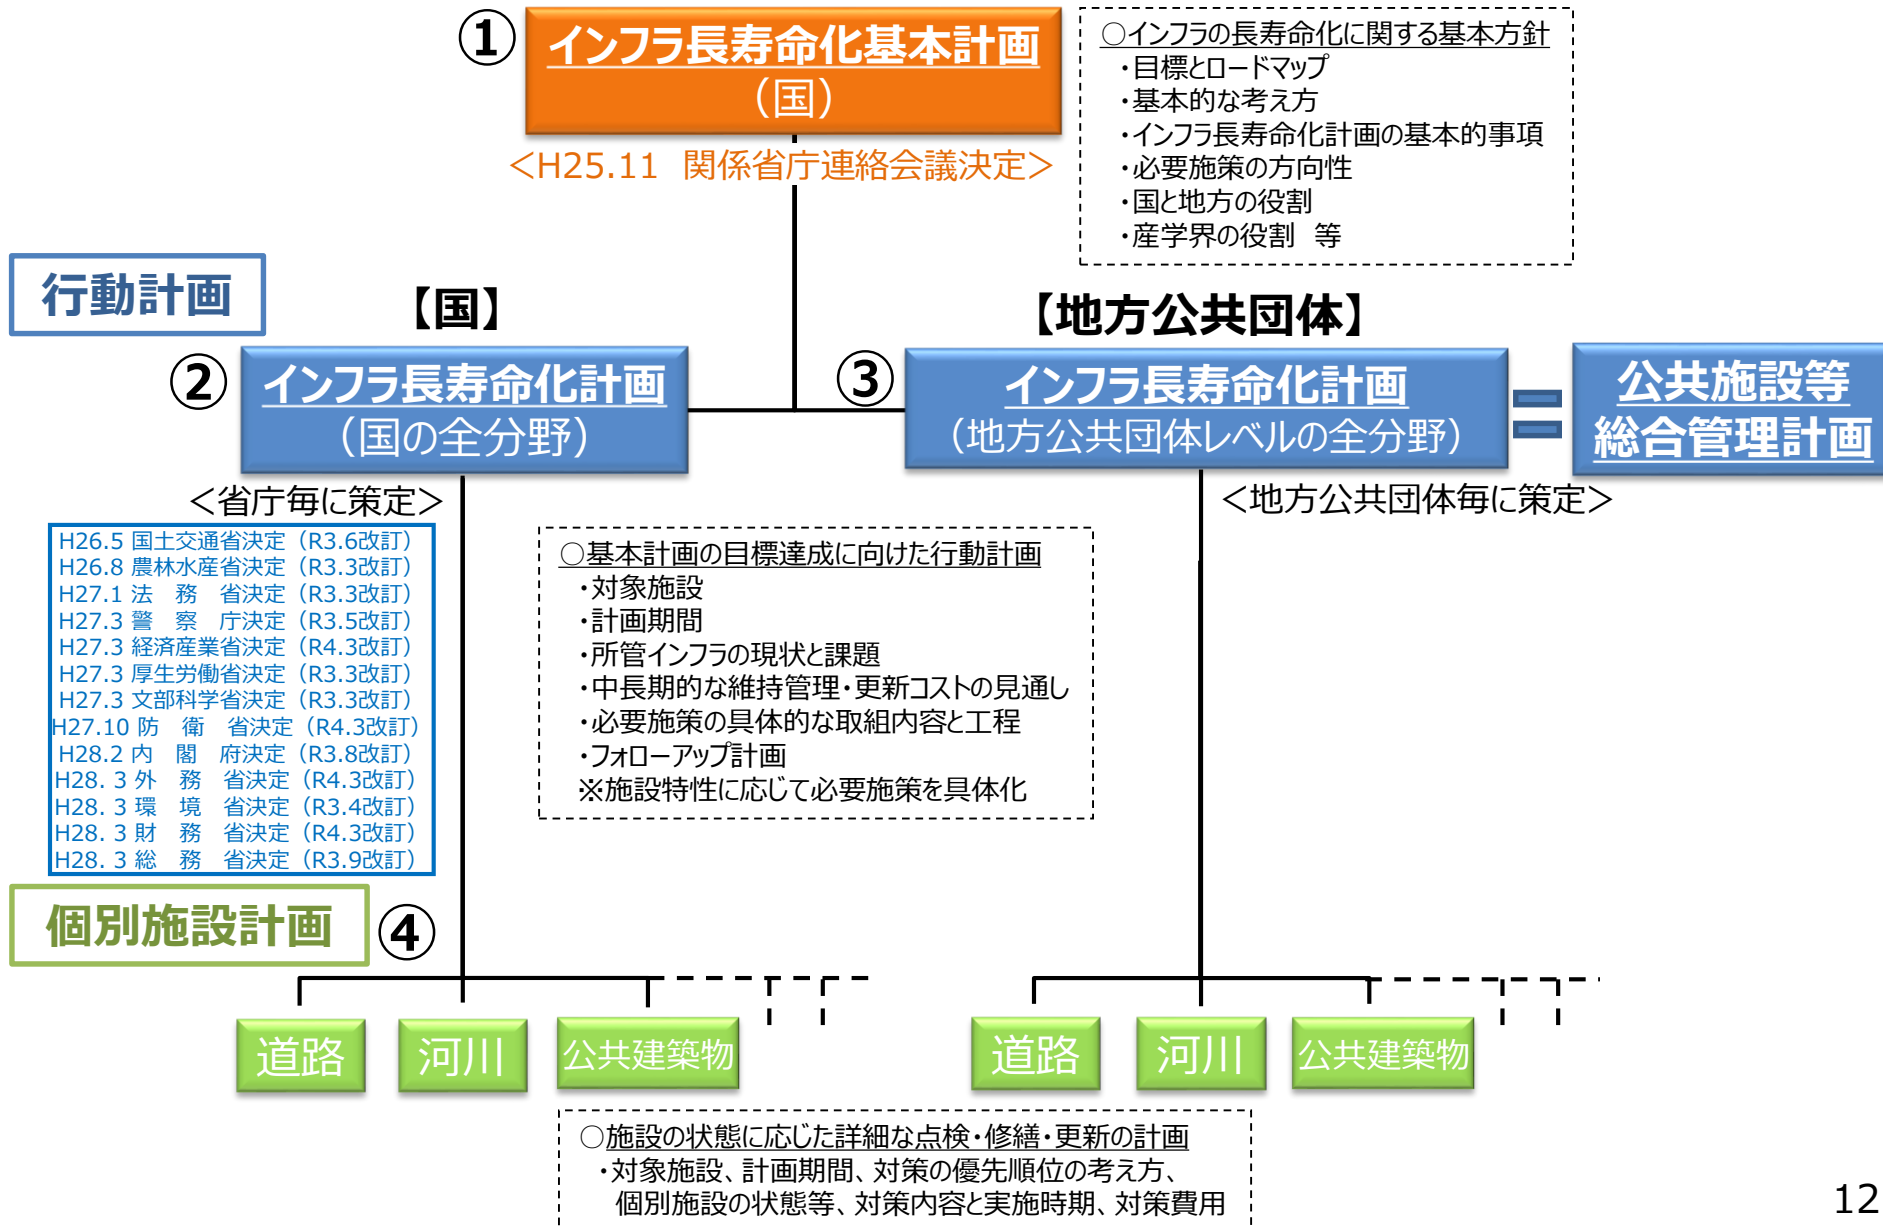 ①
インフラ長寿命化基本計画
（国）
＜H25.11　関係省庁連絡会議決定＞
○インフラの長寿命化に関する基本方針
・目標とロードマップ
・基本的な考え方
・インフラ長寿命化計画の基本的事項
・必要施策の方向性
・国と地方の役割
・産学界の役割　等
行動計画
【国】
【地方公共団体】
②
インフラ長寿命化計画
（国の全分野）
③
インフラ長寿命化計画
（地方公共団体レベルの全分野）
＝
公共施設等
総合管理計画
＜省庁毎に策定＞
＜地方公共団体毎に策定＞
H26.5 国土交通省決定（R3.6改訂）
H26.8 農林水産省決定（R3.3改訂）
H27.1 法　務　省決定（R3.3改訂）
H27.3 警　察　庁決定（R3.5改訂）
H27.3 経済産業省決定（R4.3改訂）
H27.3 厚生労働省決定（R3.3改訂）
H27.3 文部科学省決定（R3.3改訂）
H27.10 防　衛　省決定（R4.3改訂）
H28.2 内　閣　府決定（R3.8改訂）
H28. 3 外　務　省決定（R4.3改訂）
H28. 3 環　境　省決定（R3.4改訂）
H28. 3 財　務　省決定（R4.3改訂）
H28. 3 総　務　省決定（R3.9改訂）
○基本計画の目標達成に向けた行動計画
・対象施設
・計画期間
・所管インフラの現状と課題
・中長期的な維持管理・更新コストの見通し
・必要施策の具体的な取組内容と工程
・フォローアップ計画
※施設特性に応じて必要施策を具体化
個別施設計画
④
道路
河川
公共建築物
道路
河川
公共建築物
○施設の状態に応じた詳細な点検・修繕・更新の計画
・対象施設、計画期間、対策の優先順位の考え方、
個別施設の状態等、対策内容と実施時期、対策費用
12